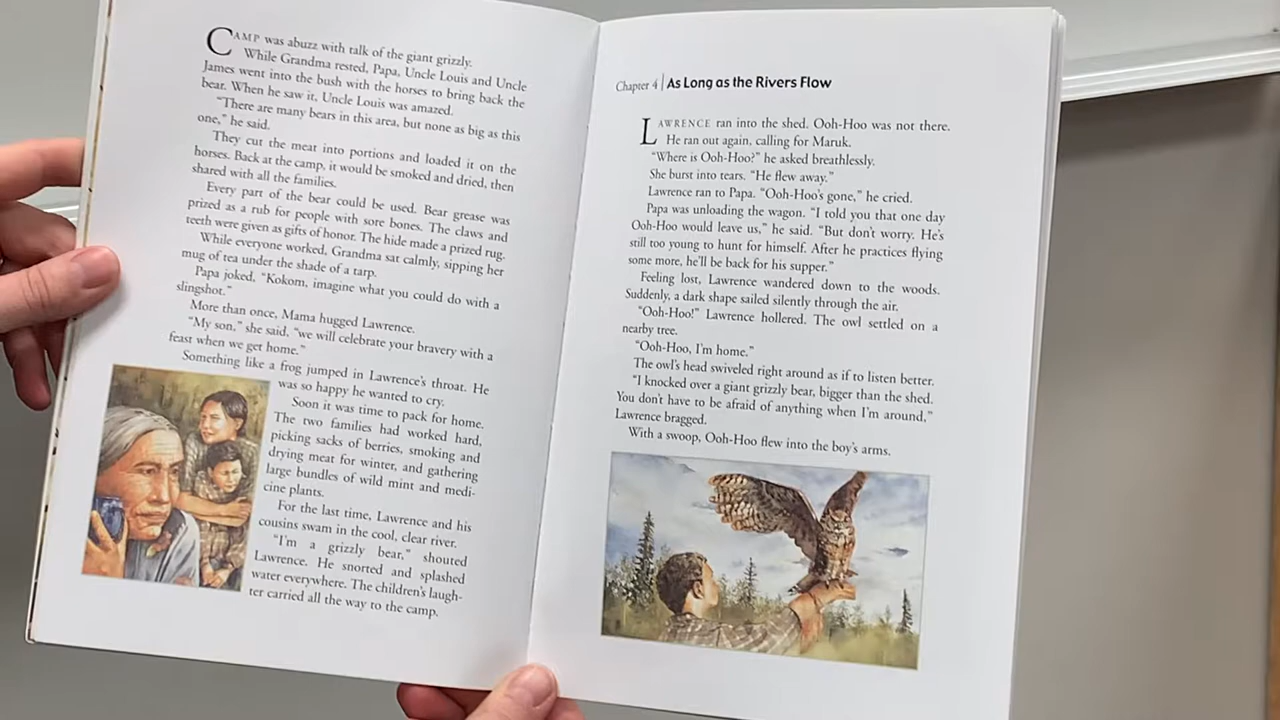 CAMP was abuzz with talk of the giant grizzly.
While Grandma rested, Papa, Uncle Louis and Uncle
James went into the bush with the horses to bring back the
bear. When he saw it, Uncle Louis was amazed.
"There are many bears in this area, but none as big as this
one," he said.
They cut the meat into portions and loaded it on the
horses. Back at the camp, it would be smoked and dried, then
shared with all the families.
Every part of the bear could be used. Bear grease was
prized as a rub for people with sore bones. The claws and
teeth were given as gifts of honor. The hide made a prized rug.
While everyone worked, Grandma sat calmly, sipping her
mug of tea under the shade of a tarp.
Papa joked, "Kokom, imagine what you could do with a
slingshot."
More than once, Mama hugged Lawrence.
"My son," she said, "we will celebrate your bravery with a
feast when we get home."
Something like a frog jumped in Lawrence's throat. He
was so happy he wanted to cry.
Soon it was time to pack for home.
The two families had worked hard,
picking sacks of berries, smoking and
drying meat for winter, and gathering
large bundles of wild mint and medi-
cine plants.
For the last time, Lawrence and his
cousins swam in the cool, clear river.
"I'm a grizzly bear," shouted
Lawrence. He snorted and splashed
water everywhere. The children's laugh-
ter carried all the way to the camp.
Chapter 4 | As Long as the Rivers Flow
LAWRENCE ran into the shed. Ooh-Hoo was not there.
He ran out again, calling for Maruk.
"Where is Ooh-Hoo?" he asked breathlessly.
She burst into tears. "He flew away."
Lawrence ran to Papa. "Ooh-Hoo's gone," he cried.
Papa was unloading the wagon. "I told you that one day
Ooh-Hoo would leave us," he said. "But don't worry. He's
still too young to hunt for himself. After he practices flying
some more, he'll be back for his supper."
Feeling lost, Lawrence wandered down to the woods.
Suddenly, a dark shape sailed silently through the air.
"Ooh-Hoo!" Lawrence hollered. The owl settled on a
nearby tree.
"Ooh-Hoo, I'm home."
The owl's head swiveled right around as if to listen better.
"I knocked over a giant grizzly bear, bigger than the shed.
You don't have to be afraid of anything when I'm around,"
Lawrence bragged.
With a swoop, Ooh-Hoo flew into the boy's arms.